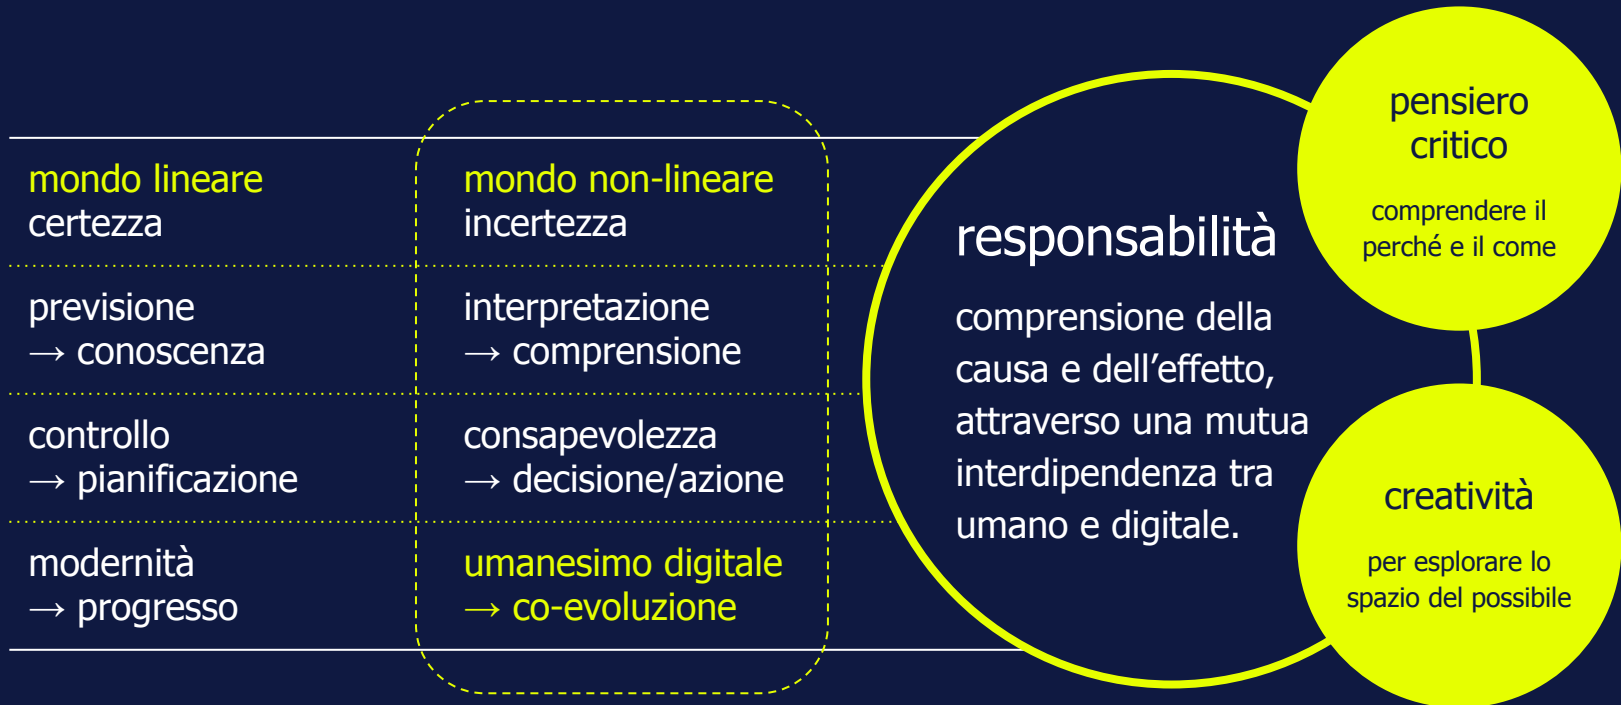 mondo lineare
certezza
previsione
→ conoscenza
controllo
→ pianificazione
modernità
→ progresso
mondo non-lineare
incertezza
interpretazione
→ comprensione
consapevolezza
→ decisione/azione
umanesimo digitale
→ co-evoluzione
responsabilità
comprensione della
causa e dell’effetto,
attraverso una mutua
interdipendenza tra
umano e digitale.
pensiero
critico
comprendere il
perché e il come
creatività
per esplorare lo
spazio del possibile